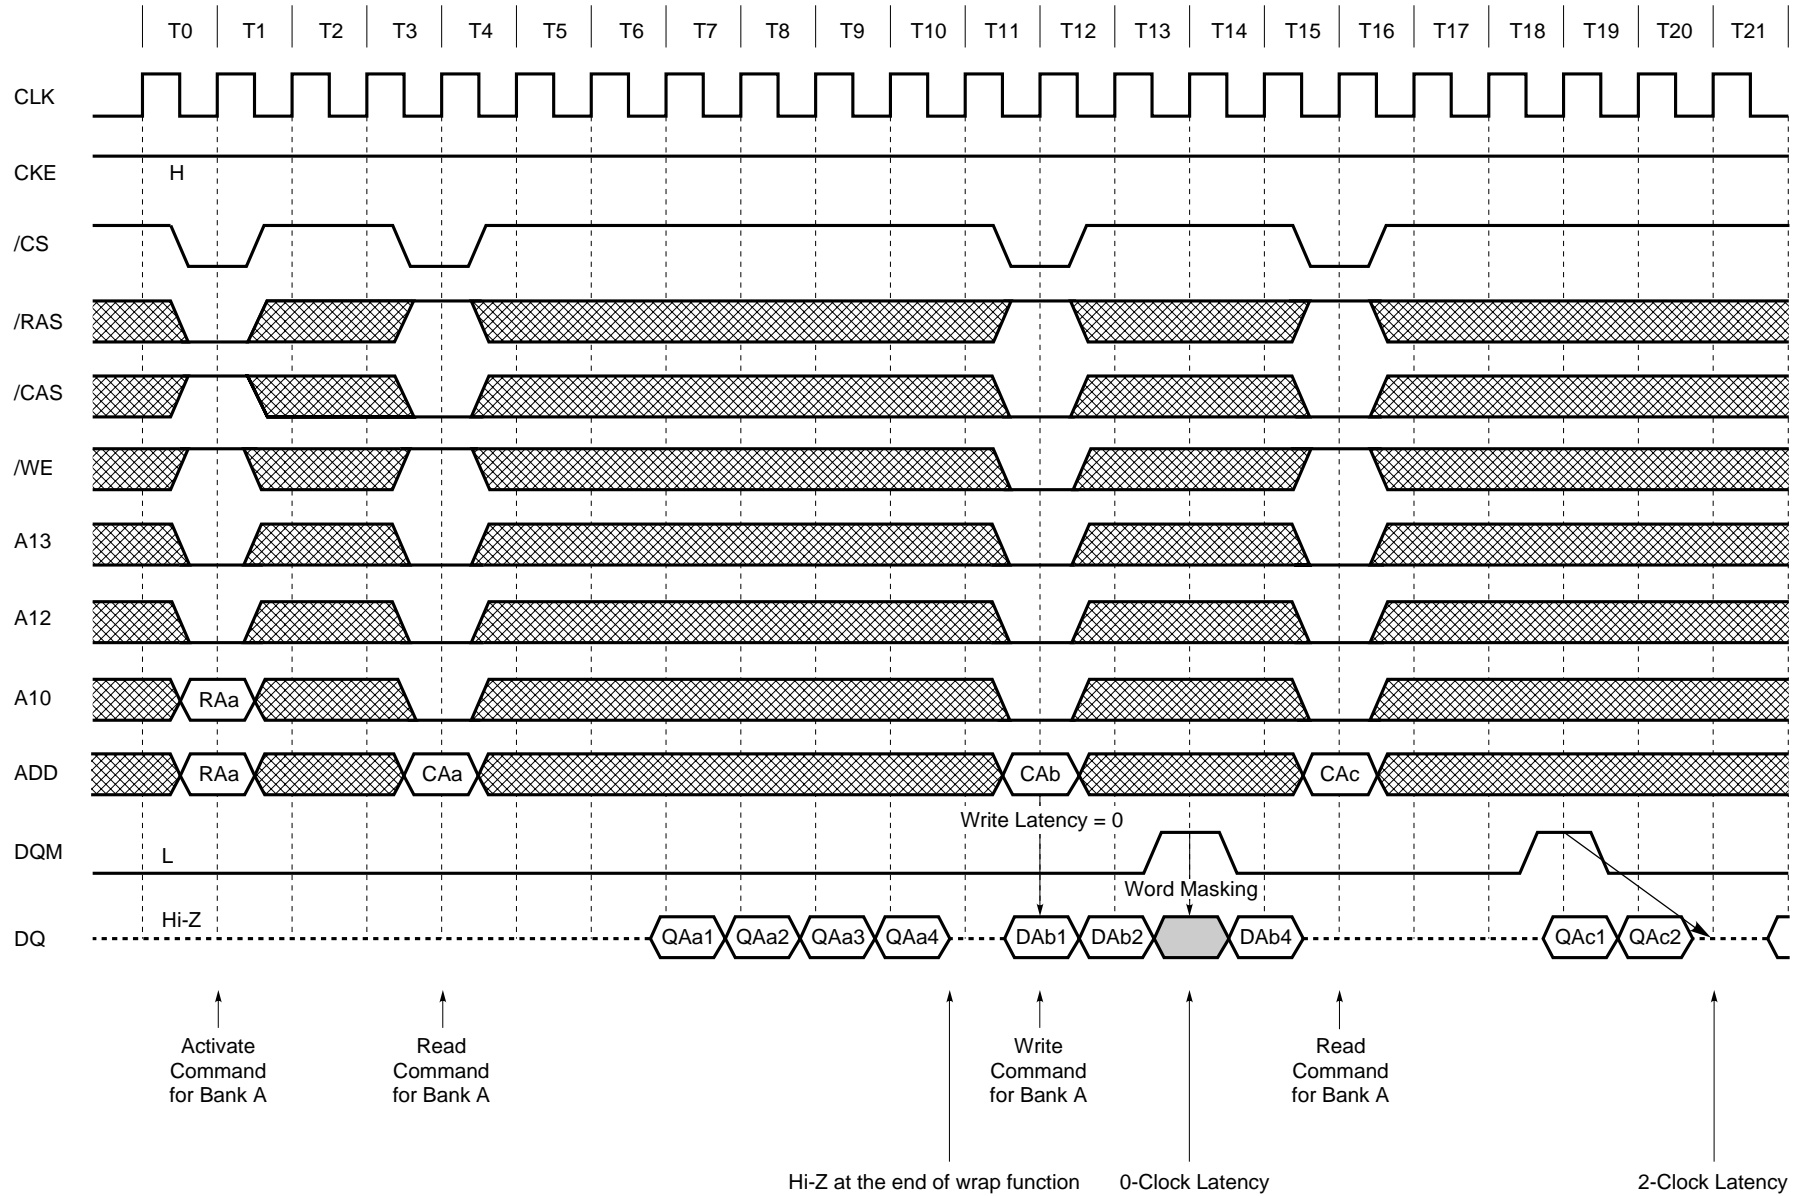 T0 T1 T2 T3 T4 T5 T6 T7 T8 T9 T10 T11 T12 T13 T14 T15 T16 T17 T18 T19 T20 T21
CLK
CKE H
/CS
/RAS
/CAS
/WE
A13
A12
A10 RAa
ADD RAa CAa CAb CAc
Write Latency = 0
DQM L
Word Masking
Hi-Z
DQ QAa1 QAa2 QAa3 QAa4 DAb1 DAb2 DAb4 QAc1 QAc2
Activate
Command
for Bank A
Read
Command
for Bank A
Write
Command
for Bank A
Read
Command
for Bank A
Hi-Z at the end of wrap function 0-Clock Latency 2-Clock Latency